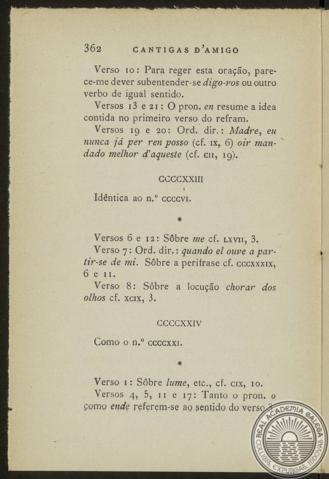 362 CANTIGAS D'AMIGO
Verso 10: Para reger esta oração, pare-
ce-me dever subentender-se digo-ros ou outro
verbo de igual sentido.
Versos 13 e 21: O pron. en resume a idea
contida no primeiro verso do refram.
Versos 19 e 20: Ord. dir.: Madre, eu
nunca já per ren posso (cf. IX, 6) oir man-
dado melhor d'aqueste (cf. CII, 19).
CCCCXXIII
Idêntica ao n.º CCCCVI.
*
Versos 6 e 12: Sôbre me cf. LXVII, 3.
Verso 7: Ord. dir.: quando el ouve a par-
tir-se de mi. Sôbre a perífrase cf. CCCXXXIX,
6 e 11.
Verso 8: Sôbre a locução chorar dos
olhos cf. XCIX, 3.
CCCCXXIV
Como o n.º CCCCXXI.
*
Verso 1: Sôbre lume, etc., cf. CIX, 10.
Versos 4, 5, 11 e 17: Tanto o pron. o
como ende referem-se ao sentido do verso
REAL ACADEMIA GALEGA